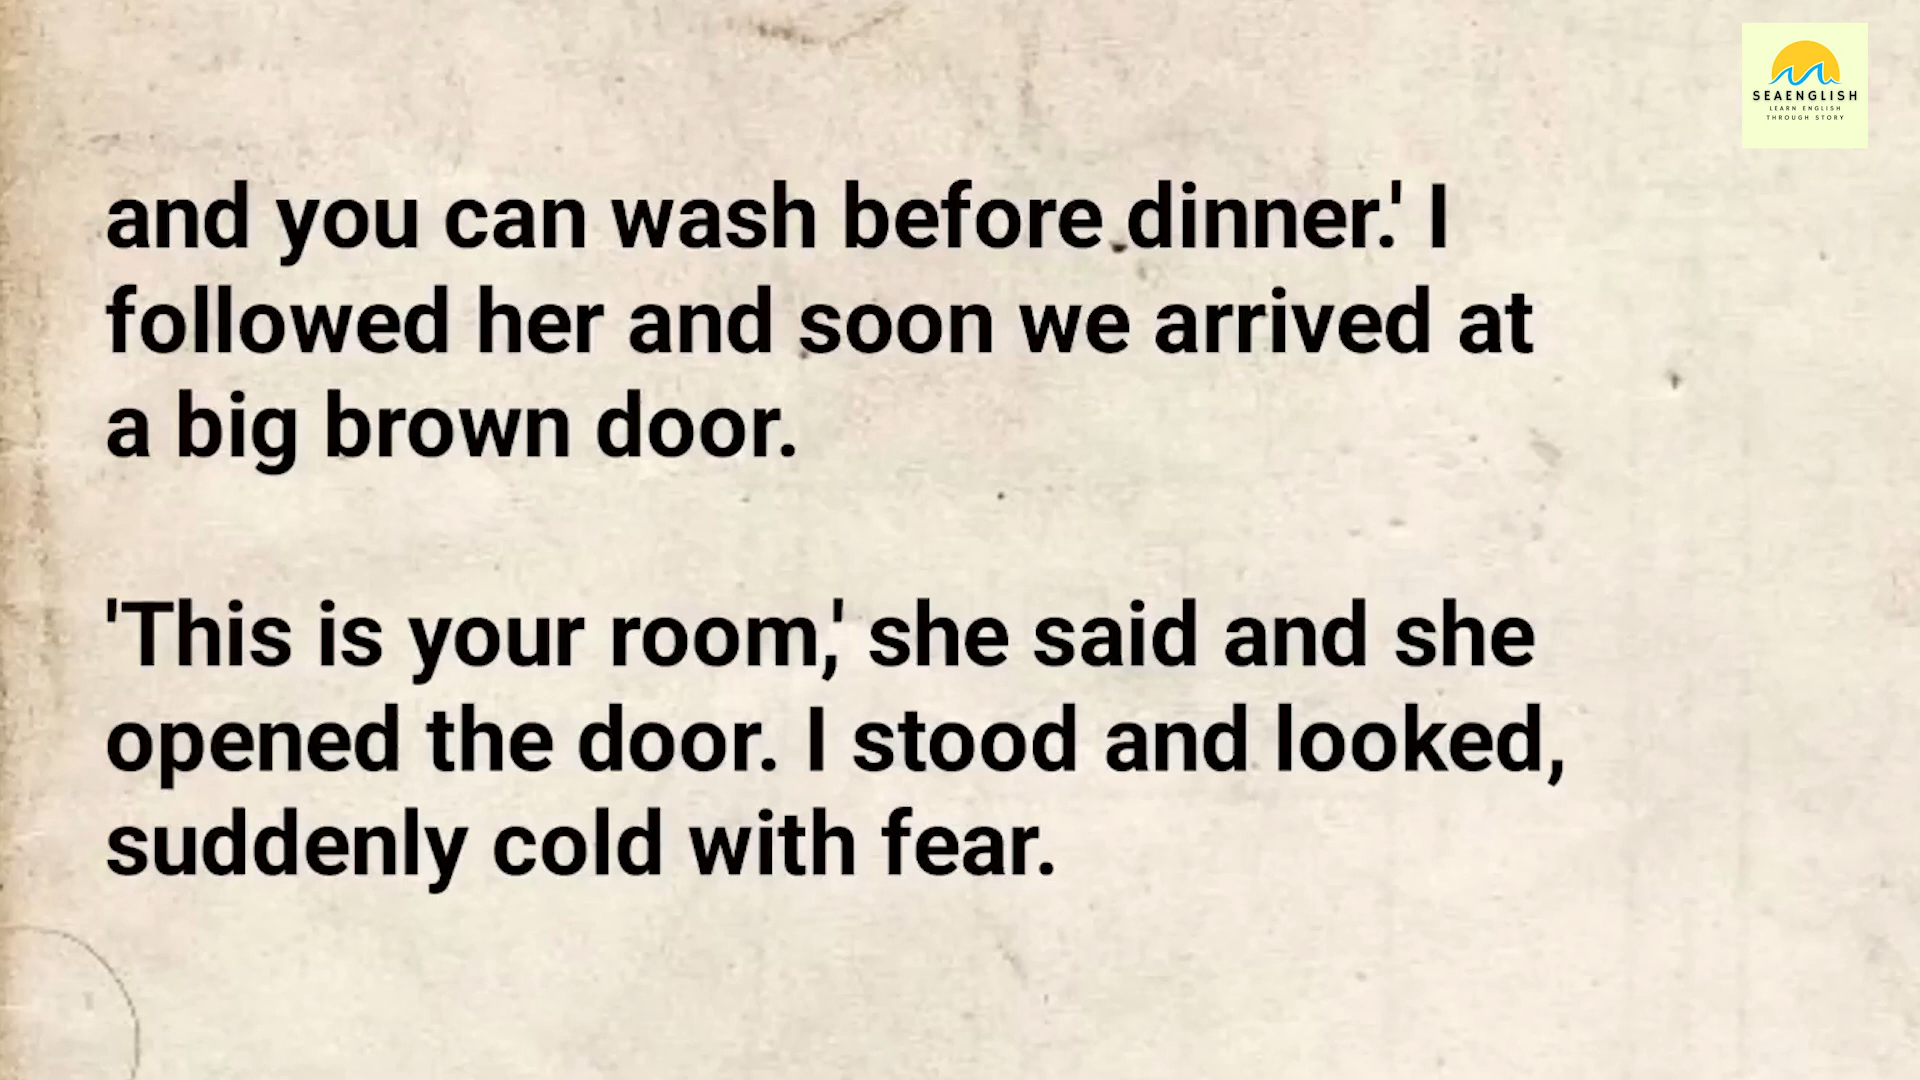 SEAENGLISH
LEARN ENGLISH
THROUGH STORY
and you can wash before dinner.' I
followed her and soon we arrived at
a big brown door.
'This is your room,' she said and she
opened the door. I stood and looked,
suddenly cold with fear.